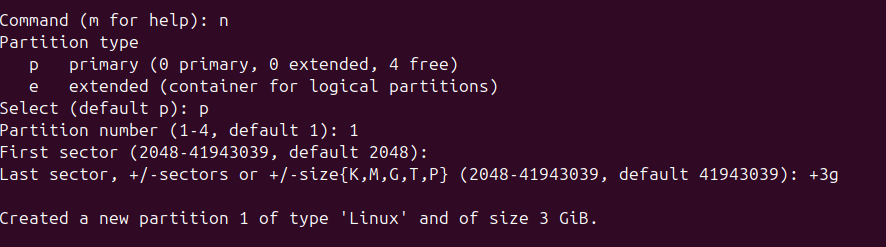 Command (m for help): n
Partition type
   p   primary (0 primary, 0 extended, 4 free)
   e   extended (container for logical partitions)
Select (default p): p
Partition number (1-4, default 1): 1
First sector (2048-41943039, default 2048):
Last sector, +/-sectors or +/-size{K,M,G,T,P} (2048-41943039, default 41943039): +3g

Created a new partition 1 of type 'Linux' and of size 3 GiB.